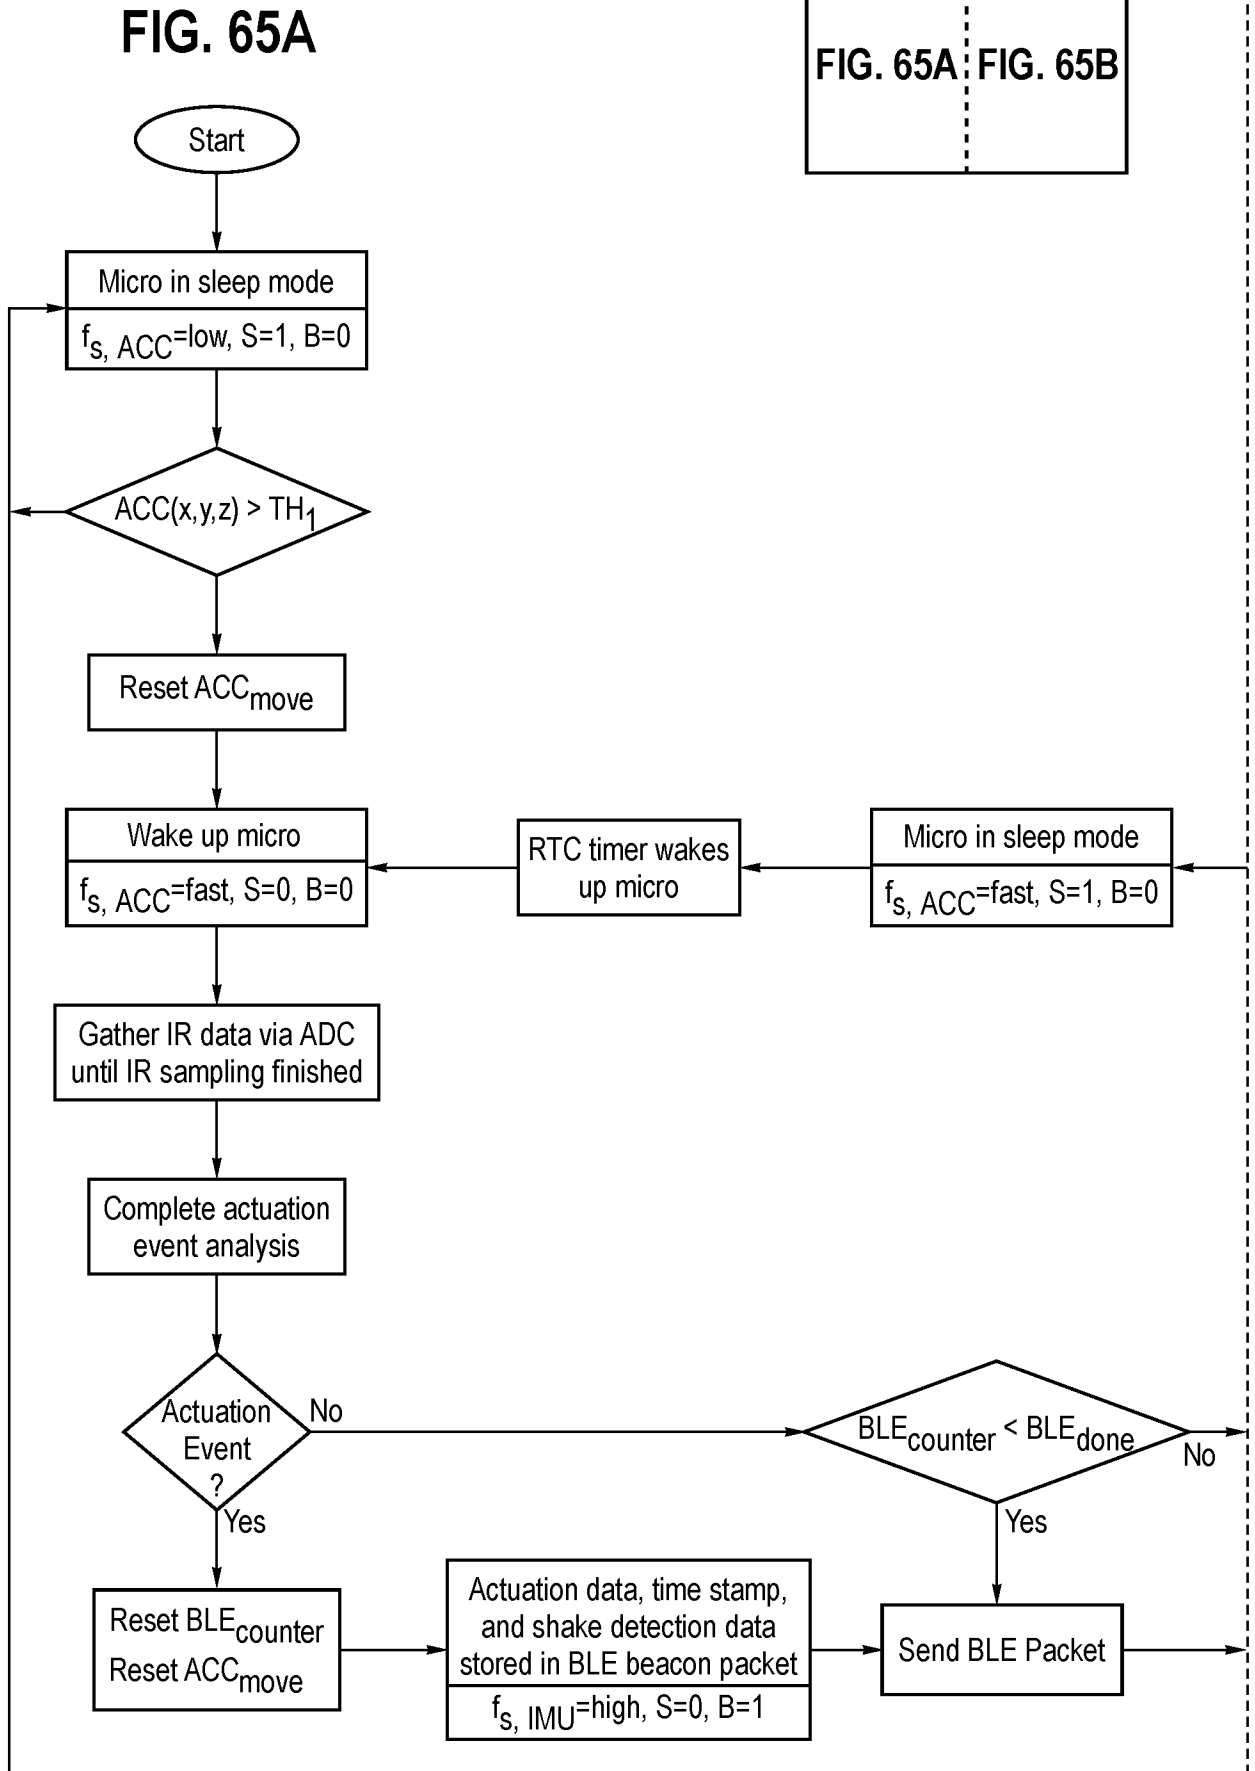 FIG. 65A
FIG. 65A FIG. 65B
Start
Micro in sleep mode
fs, ACC=low, S=1, B=0
ACC(x,y,z) > TH1
Reset ACCmove
Wake up micro
fs, ACC=fast, S=0, B=0
RTC timer wakes
up micro
Micro in sleep mode
fs, ACC=fast, S=1, B=0
Gather IR data via ADC
until IR sampling finished
Complete actuation
event analysis
Actuation
Event
?
No
Yes
BLEcounter < BLEdone
No
Yes
Reset BLEcounter
Reset ACCmove
Actuation data, time stamp,
and shake detection data
stored in BLE beacon packet
fs, IMU=high, S=0, B=1
Send BLE Packet